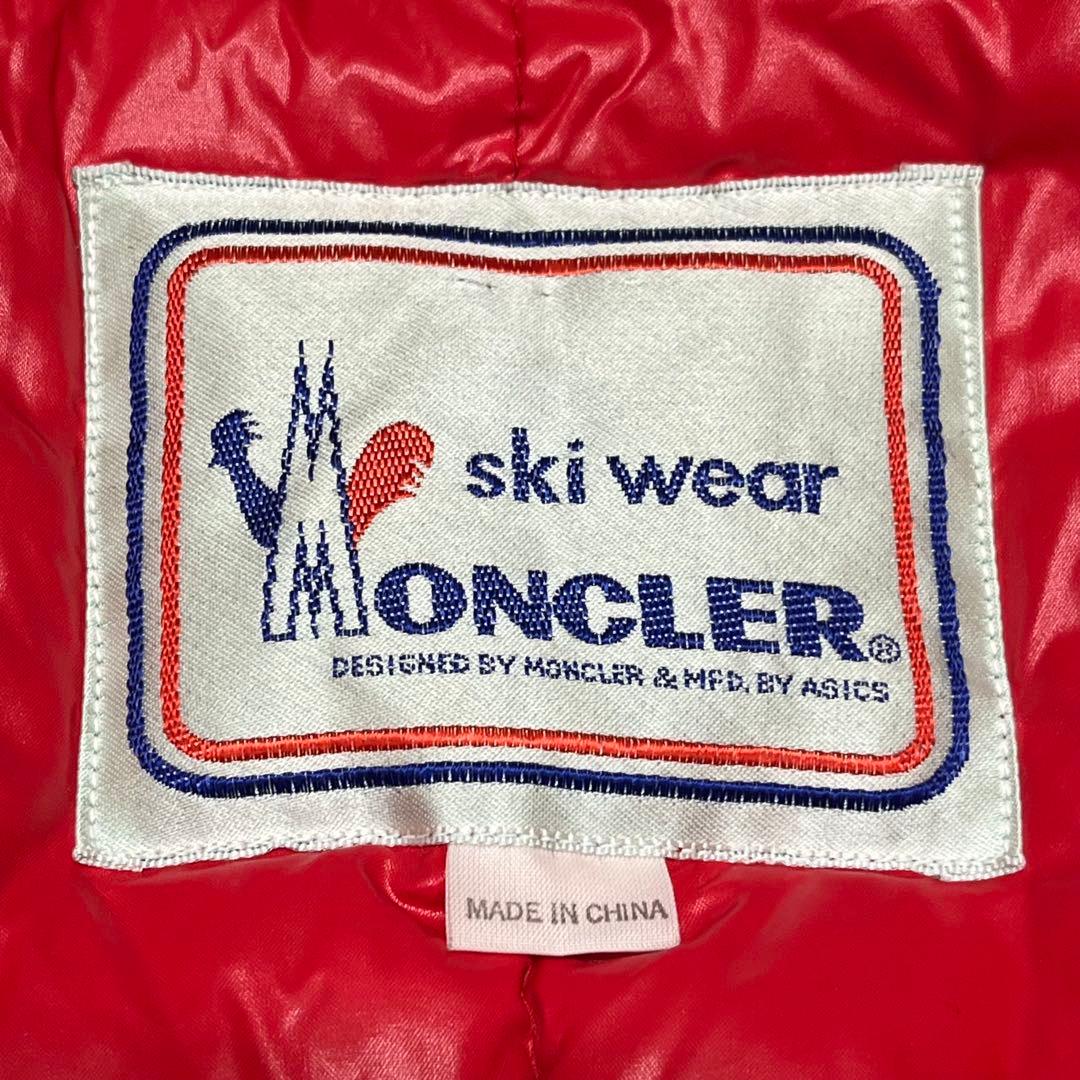 ski wear
MONCLER®
DESIGNED BY MONCLER & MFD. BY ASICS
MADE IN CHINA